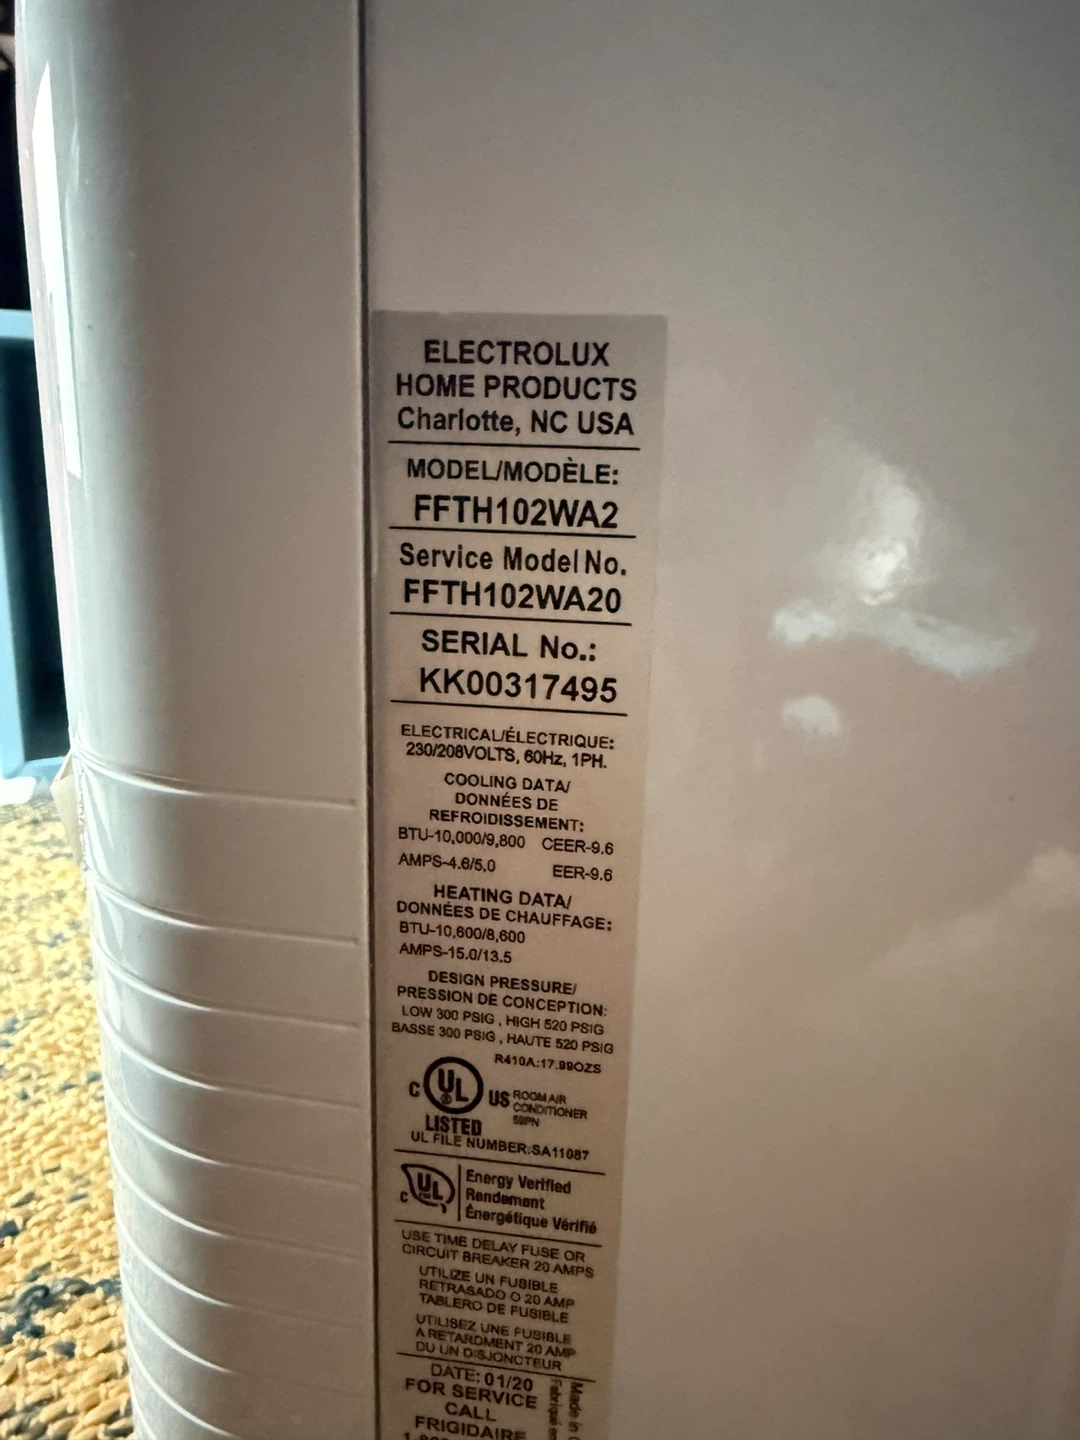 ELECTROLUX
HOME PRODUCTS
Charlotte, NC USA
MODEL/MODÈLE:
FFTH102WA2
Service Model No.
FFTH102WA20
SERIAL No.:
KK00317495
ELECTRICAL/ÉLECTRIQUE:
230/208VOLTS, 60Hz, 1PH.
COOLING DATA/
DONNÉES DE
REFROIDISSEMENT:
BTU-10,000/9,800 CEER-9.6
AMPS-4.6/5.0 EER-9.6
HEATING DATA/
DONNÉES DE CHAUFFAGE:
BTU-10,600/8,600
AMPS-15.0/13.5
DESIGN PRESSURE/
PRESSION DE CONCEPTION:
LOW 300 PSIG , HIGH 520 PSIG
BASSE 300 PSIG , HAUTE 520 PSIG
R410A:17.99OZS
C UL US
LISTED
ROOM AIR
CONDITIONER
59PN
UL FILE NUMBER:SA11087
C UL
Energy Verified
Rendement
Énergétique Vérifié
USE TIME DELAY FUSE OR
CIRCUIT BREAKER 20 AMPS
UTILIZE UN FUSIBLE
RETRASADO O 20 AMP
TABLERO DE FUSIBLE
UTILISEZ UNE FUSIBLE
A RETARDMENT 20 AMP
OU UN DISJONCTEUR
DATE: 01/20
FOR SERVICE
CALL
FRIGIDAIRE
Made in
Fabriqué en